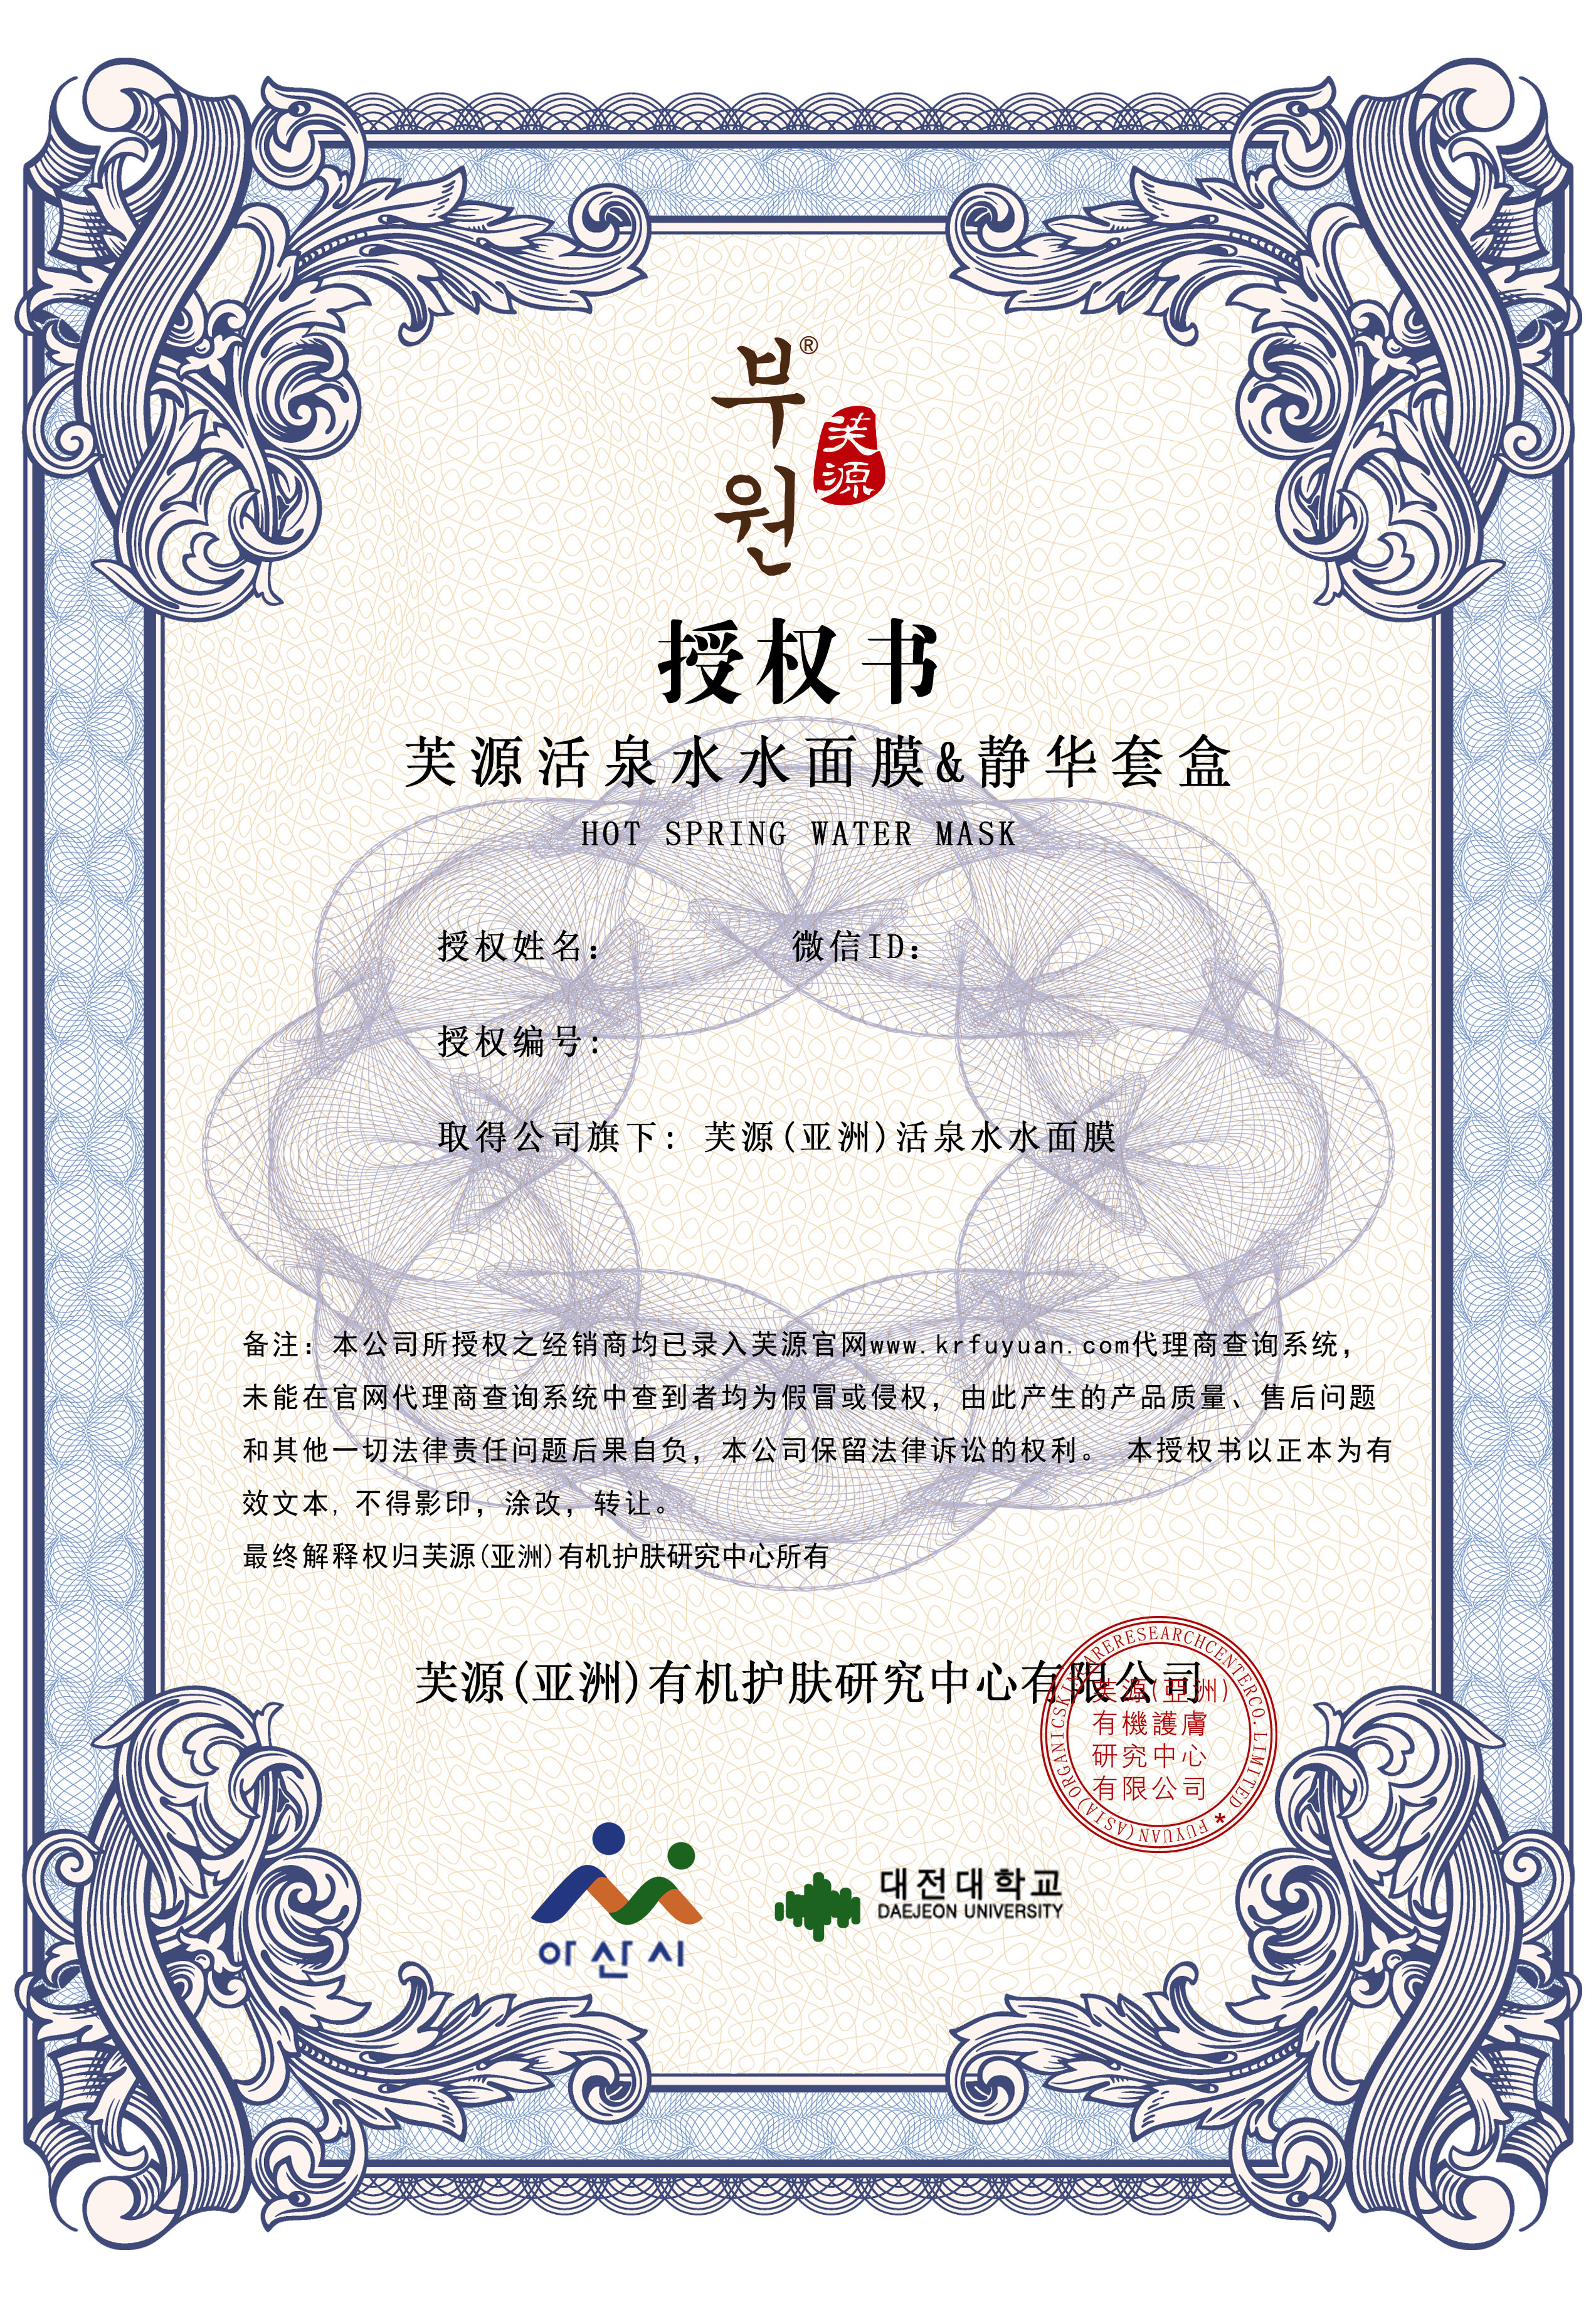 부원®
芙源
授权书
芙源活泉水水面膜&静华套盒
HOT SPRING WATER MASK
授权姓名： 微信ID：
授权编号：
取得公司旗下：芙源(亚洲)活泉水水面膜
备注：本公司所授权之经销商均已录入芙源官网www.krfuyuan.com代理商查询系统，
未能在官网代理商查询系统中查到者均为假冒或侵权，由此产生的产品质量、售后问题
和其他一切法律责任问题后果自负，本公司保留法律诉讼的权利。 本授权书以正本为有
效文本，不得影印，涂改，转让。
最终解释权归芙源(亚洲)有机护肤研究中心所有
芙源(亚洲)有机护肤研究中心有限公司
FUYUAN(ASIA)ORGANICSKINCARERESEARCHCENTERCO.LIMITED
芙源(亞洲)
有機護膚
研究中心
有限公司
아산시
대전대학교
DAEJEON UNIVERSITY